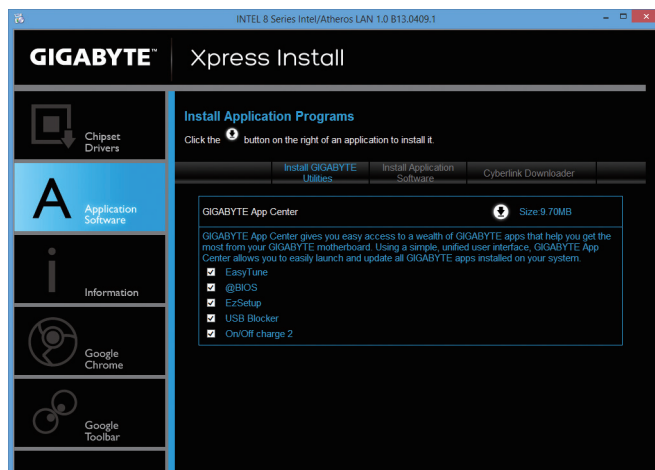 INTEL 8 Series Intel/Atheros LAN 1.0 B13.0409.1
GIGABYTE™
Xpress Install
Chipset
Drivers
Application
Software
Information
Google
Chrome
Google
Toolbar
Install Application Programs
Click the button on the right of an application to install it.
Install GIGABYTE
Utilities
Install Application
Software
Cyberlink Downloader
GIGABYTE App Center
Size:9.70MB
GIGABYTE App Center gives you easy access to a wealth of GIGABYTE apps that help you get the
most from your GIGABYTE motherboard. Using a simple, unified user interface, GIGABYTE App
Center allows you to easily launch and update all GIGABYTE apps installed on your system.
EasyTune
@BIOS
EzSetup
USB Blocker
On/Off charge 2